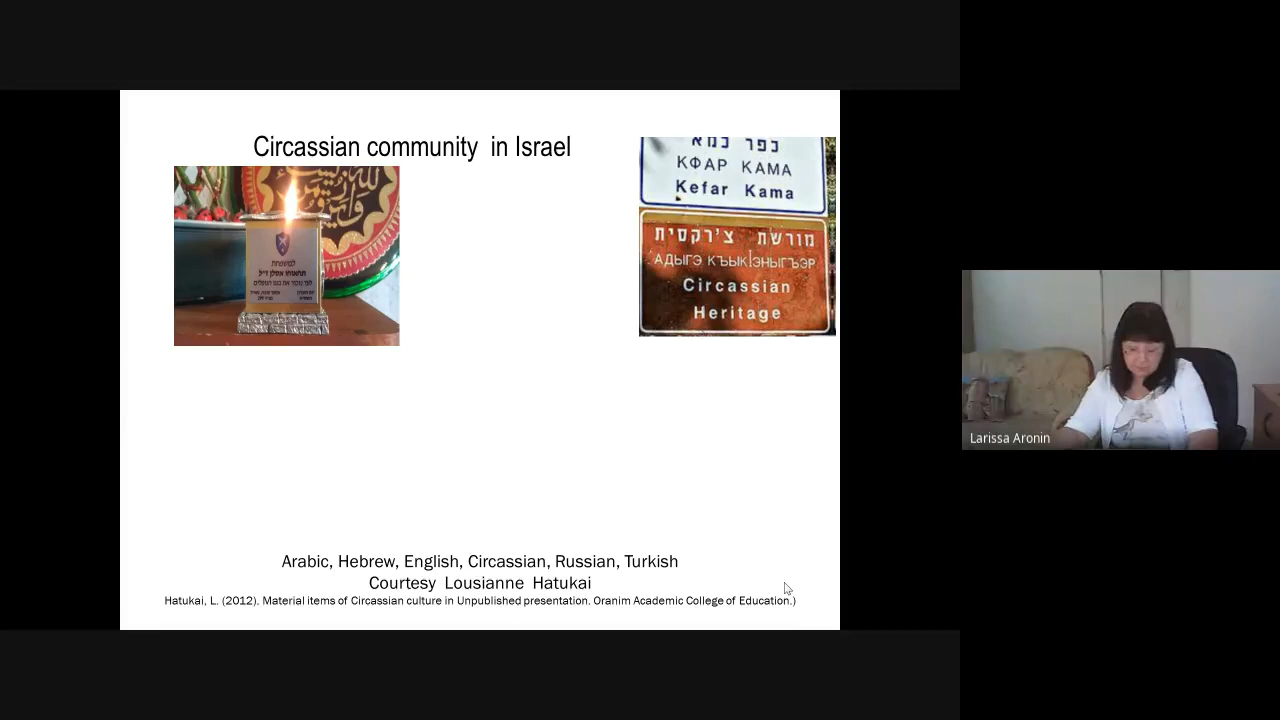 Circassian community in Israel
כפר כמא
КФАР КАМА
Kefar Kama
מורשת צ'רקסית
АДЫГЭ КЪЫКIЭНЫГЪЭР
Circassian
Heritage
למשפחת
Arabic, Hebrew, English, Circassian, Russian, Turkish
Courtesy Lousianne Hatukai
Hatukai, L. (2012). Material items of Circassian culture in Unpublished presentation. Oranim Academic College of Education.)
Larissa Aronin